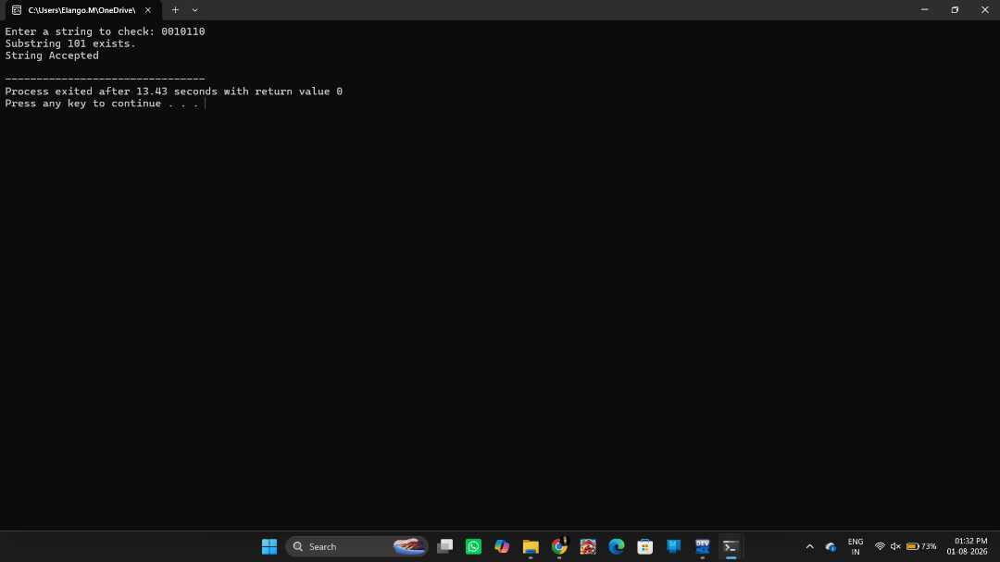 C:\Users\Elango.M\OneDrive\
Enter a string to check: 0010110
Substring 101 exists.
String Accepted
--------------------------------
Process exited after 13.43 seconds with return value 0
Press any key to continue . . .
Search
DEV
ENG
IN
73%
01:32 PM
01-08-2026